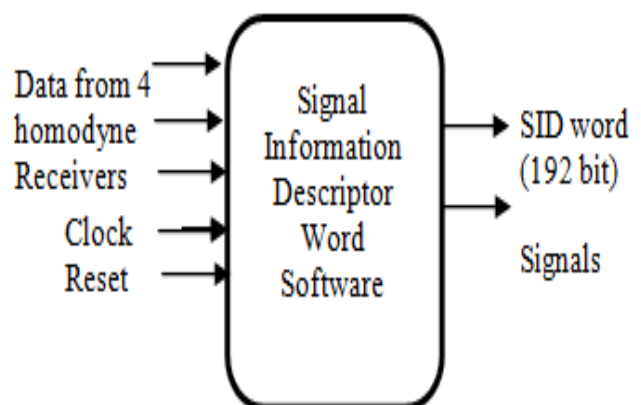 Data from 4
homodyne
Receivers
Clock
Reset
Signal
Information
Descriptor
Word
Software
SID word
(192 bit)
Signals